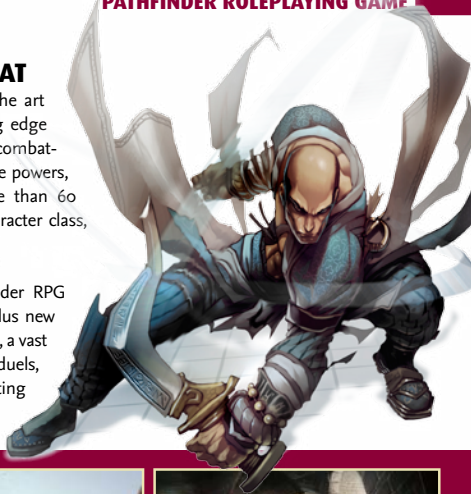 PATHFINDER ROLEPLAYING GAME
AT
he art
g edge
combat-
e powers,
e than 60
racter class,
der RPG
lus new
, a vast
duels,
ting